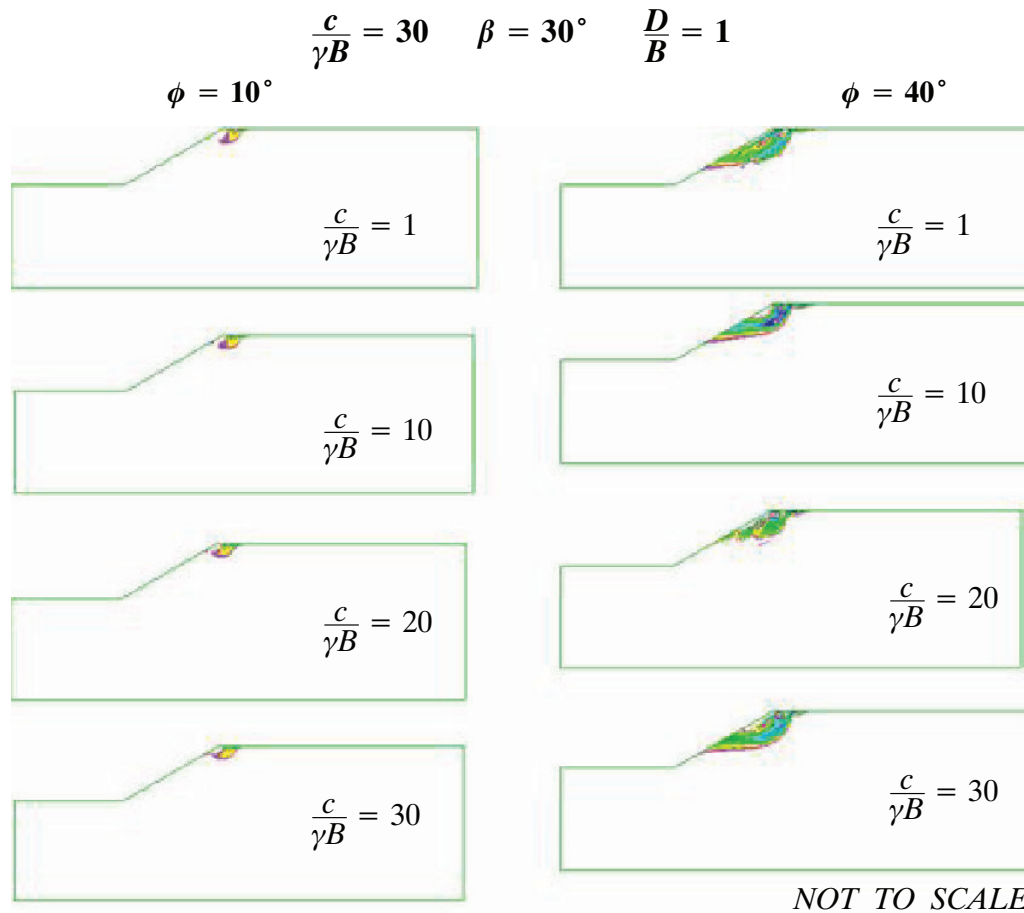 c/γB = 30 β = 30° D/B = 1
ϕ = 10° ϕ = 40°
c/γB = 1 c/γB = 1
c/γB = 10 c/γB = 10
c/γB = 20 c/γB = 20
c/γB = 30 c/γB = 30
NOT TO SCALE